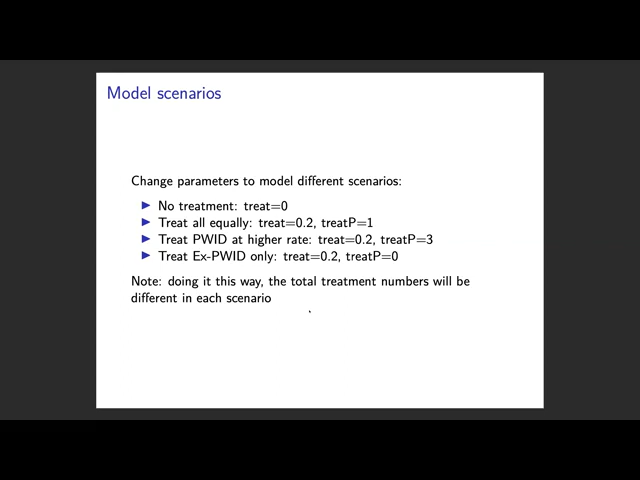 Model scenarios
Change parameters to model different scenarios:
No treatment: treat=0
Treat all equally: treat=0.2, treatP=1
Treat PWID at higher rate: treat=0.2, treatP=3
Treat Ex-PWID only: treat=0.2, treatP=0
Note: doing it this way, the total treatment numbers will be
different in each scenario